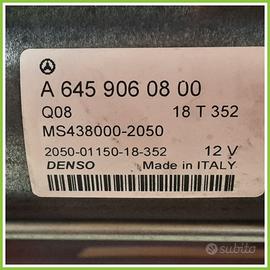 A 645 906 08 00
Q08 18 T 352
MS438000-2050
2050-01150-18-352 12 V
DENSO Made in ITALY
subito